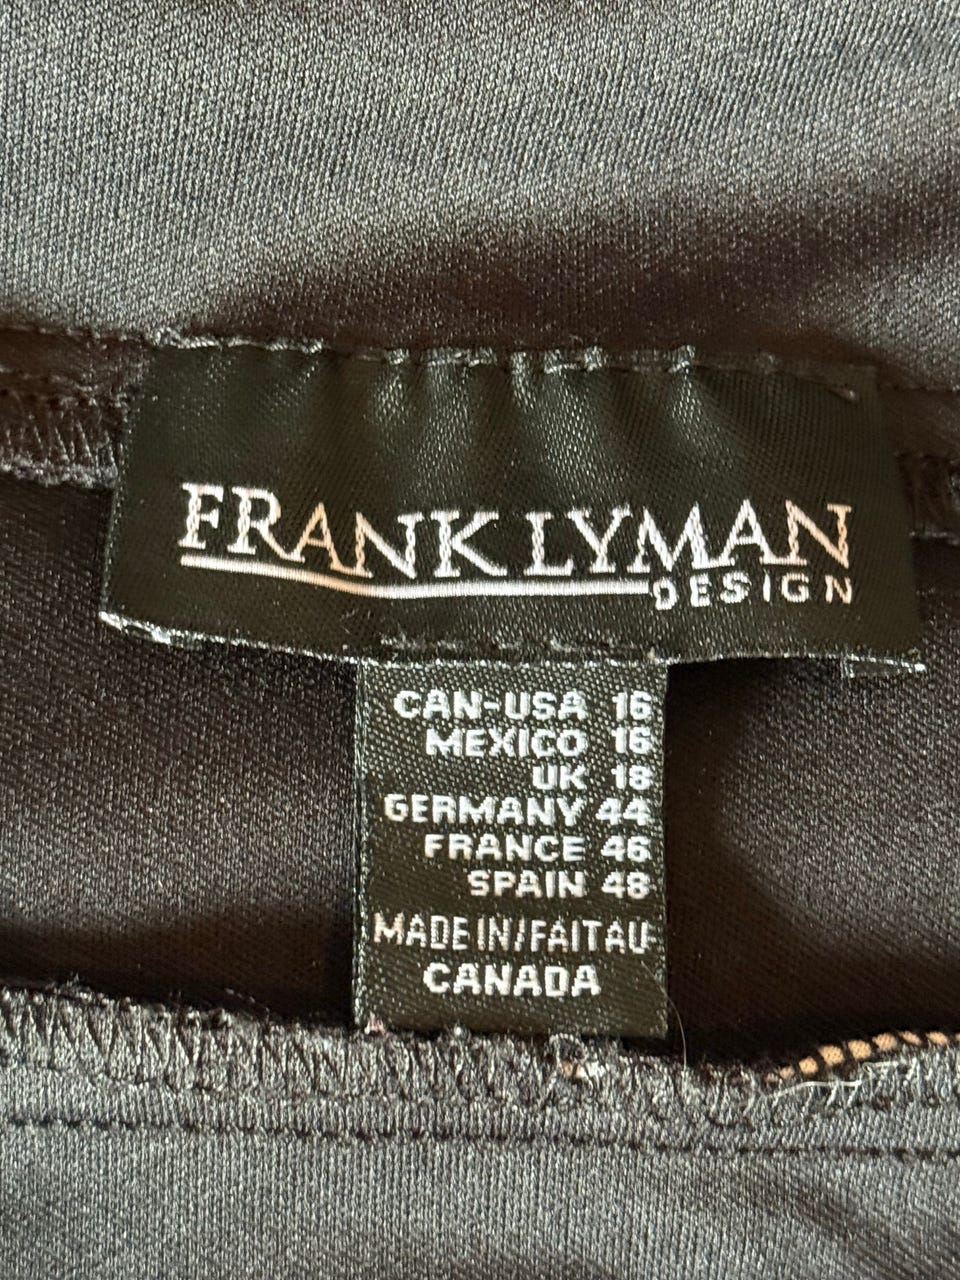 FRANK LYMAN
DESIGN
CAN-USA 16
MEXICO 16
UK 18
GERMANY 44
FRANCE 46
SPAIN 48
MADE IN/FAIT AU
CANADA